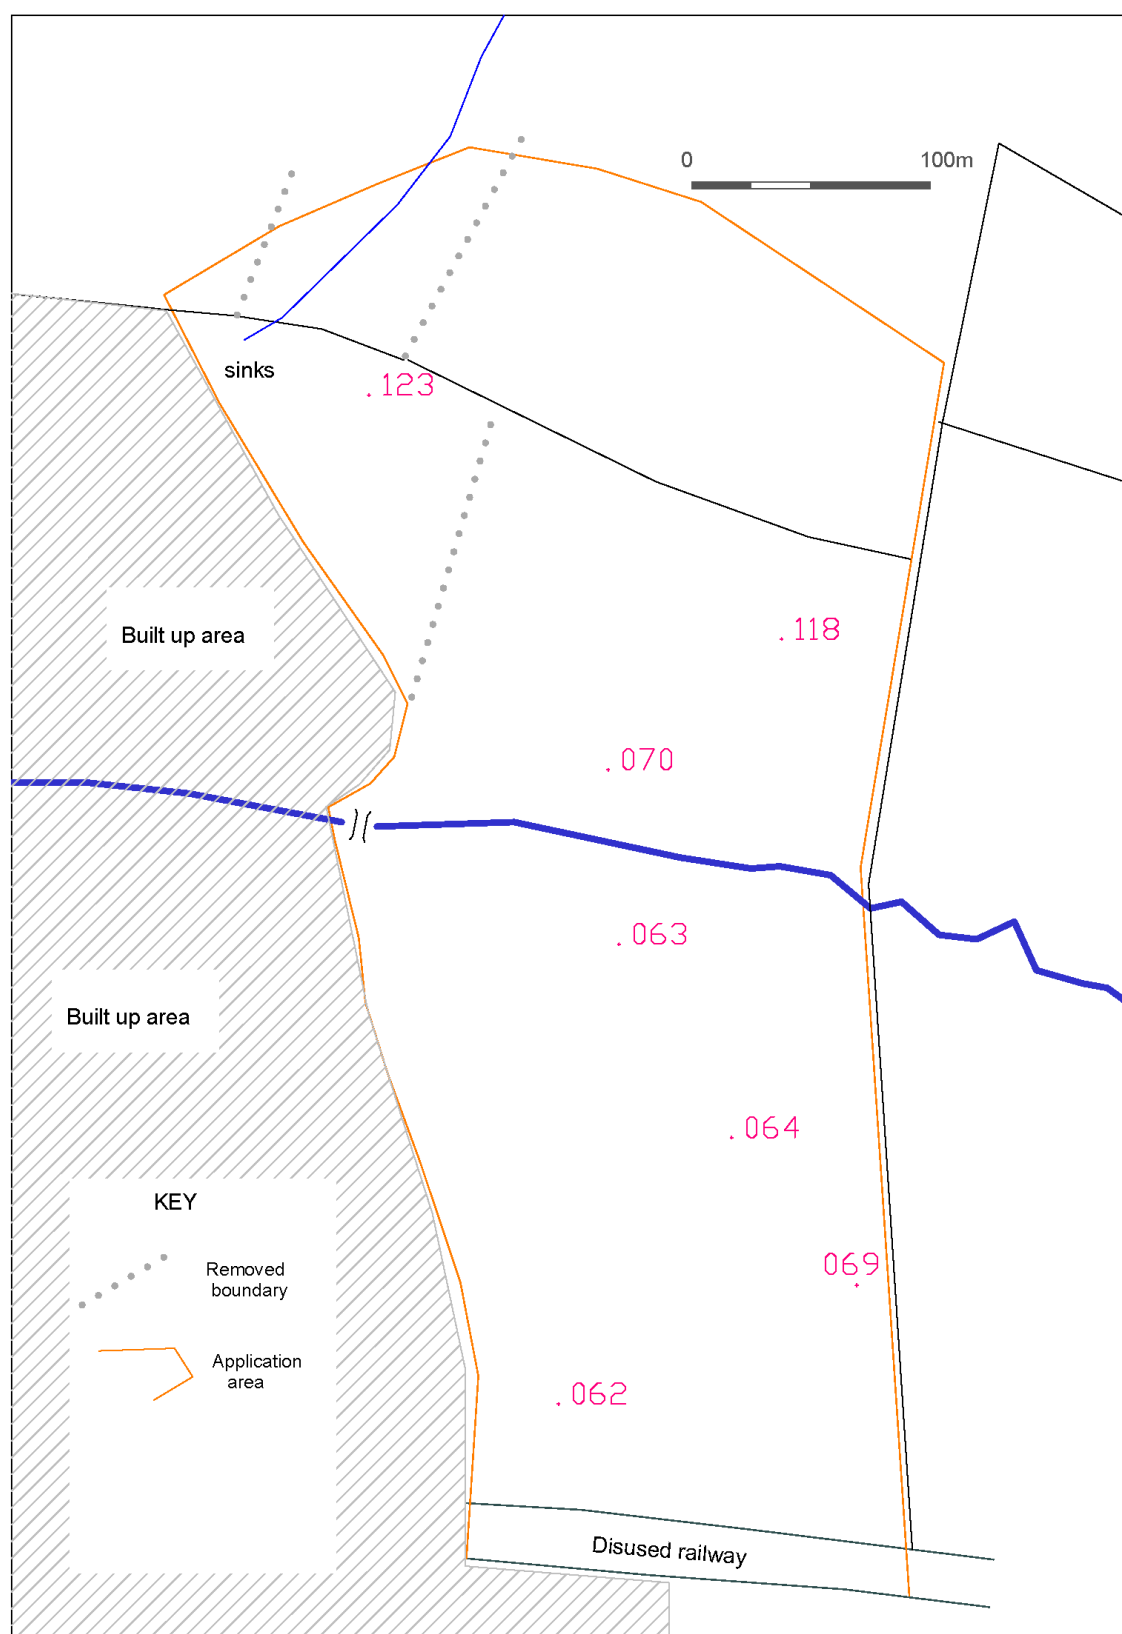 0 100m
sinks
.123
Built up area
.118
.070
.063
Built up area
.064
KEY
Removed
boundary
069
Application
area
.062
Disused railway